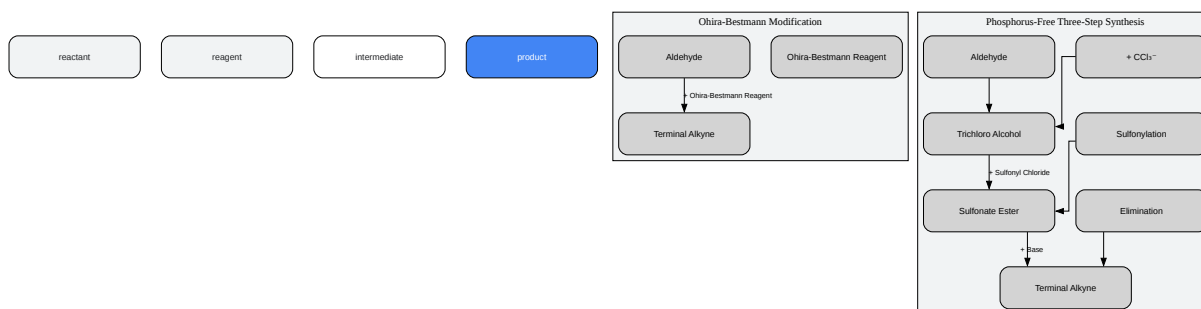 Ohira-Bestmann Modification
Phosphorus-Free Three-Step Synthesis
reactant
reagent
intermediate
product
Aldehyde
Ohira-Bestmann Reagent
+ Ohira-Bestmann Reagent
Terminal Alkyne
Aldehyde
+ CCl₃⁻
Trichloro Alcohol
Sulfonylation
+ Sulfonyl Chloride
Sulfonate Ester
Elimination
+ Base
Terminal Alkyne